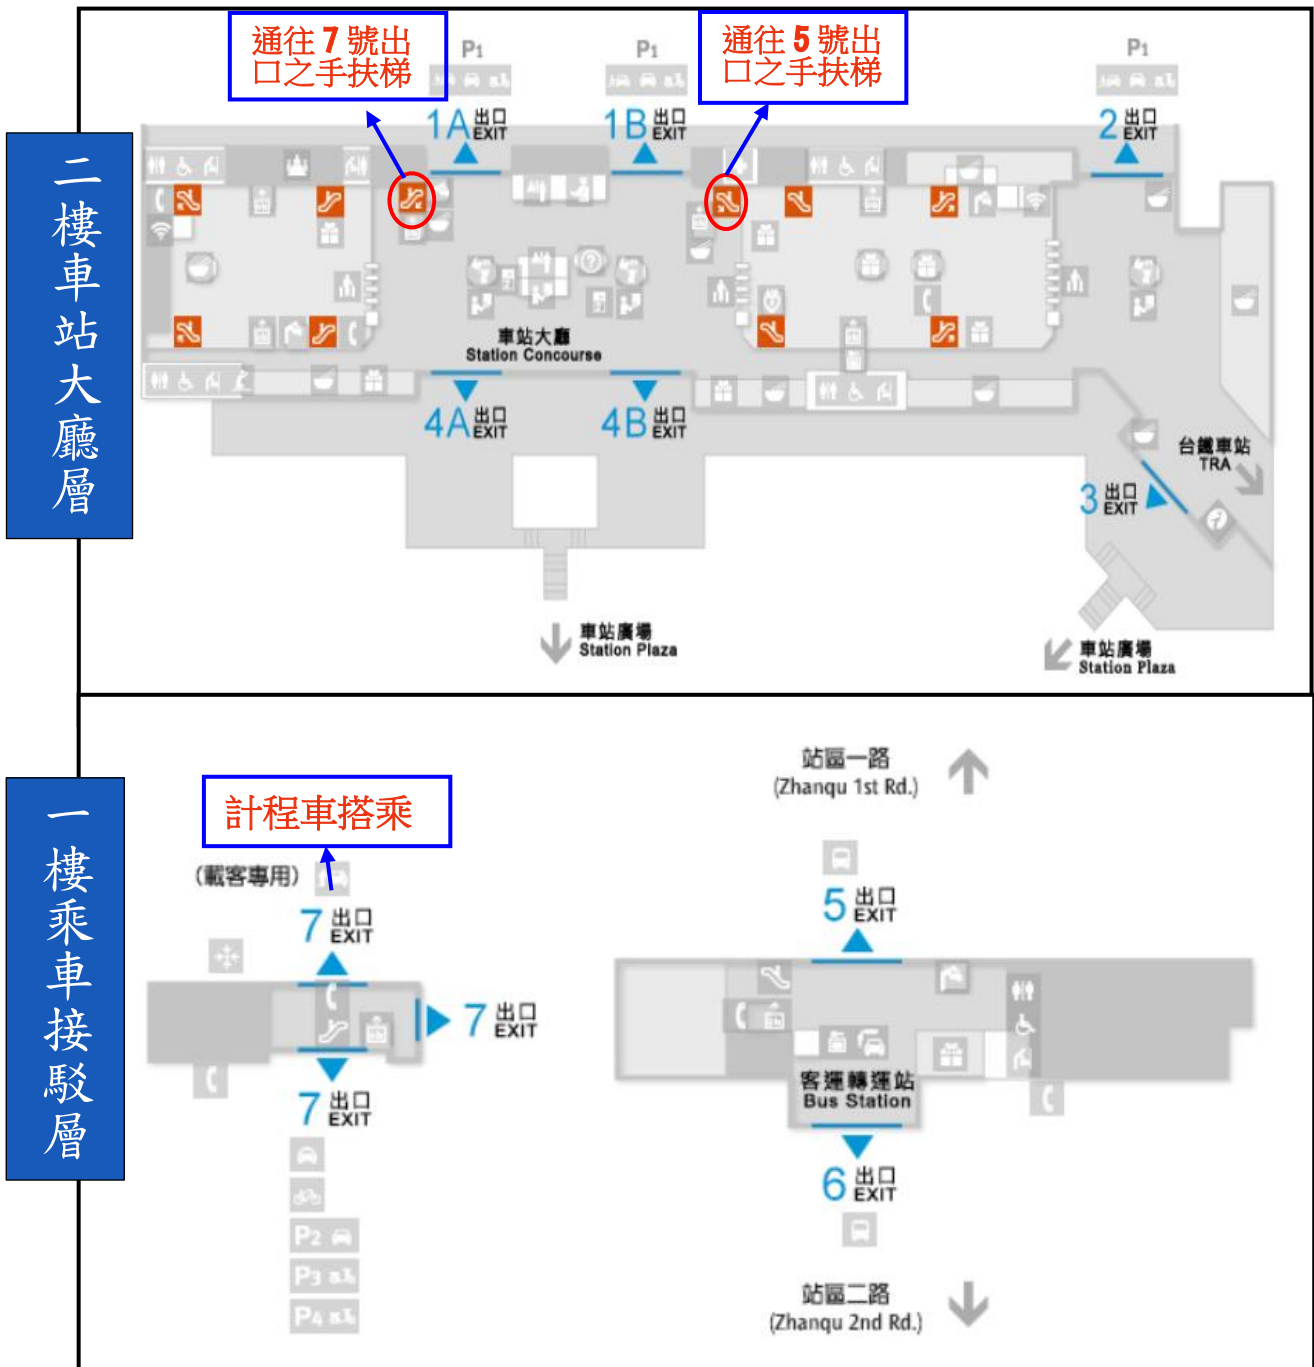 二樓車站大廳層
通往 7 號出
口之手扶梯
通往 5 號出
口之手扶梯
P1
P1
P1
1A 出口 EXIT
1B 出口 EXIT
2 出口 EXIT
車站大廳
Station Concourse
4A 出口 EXIT
4B 出口 EXIT
台鐵車站
TRA
3 出口 EXIT
車站廣場
Station Plaza
車站廣場
Station Plaza
一樓乘車接駁層
站區一路
(Zhanqu 1st Rd.)
計程車搭乘
(載客專用)
7 出口 EXIT
5 出口 EXIT
7 出口 EXIT
7 出口 EXIT
客運轉運站
Bus Station
6 出口 EXIT
P2
P3
P4
站區二路
(Zhanqu 2nd Rd.)